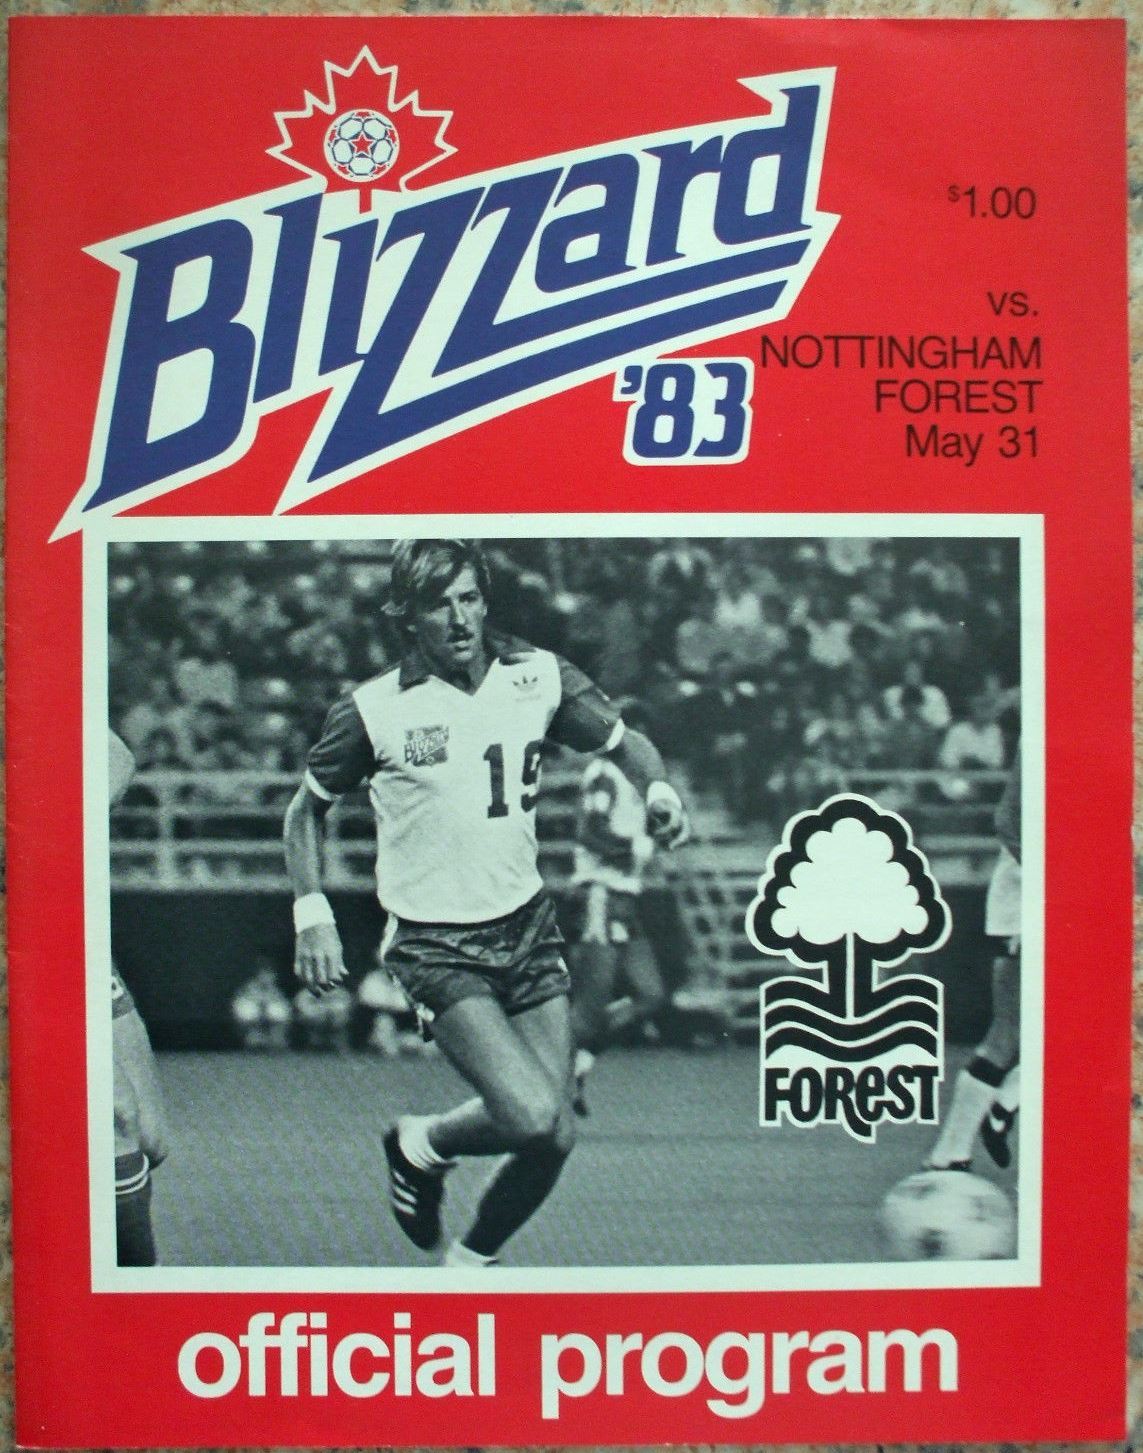 Blizzard
'83
$1.00
vs.
NOTTINGHAM
FOREST
May 31
19
FOREST
official program